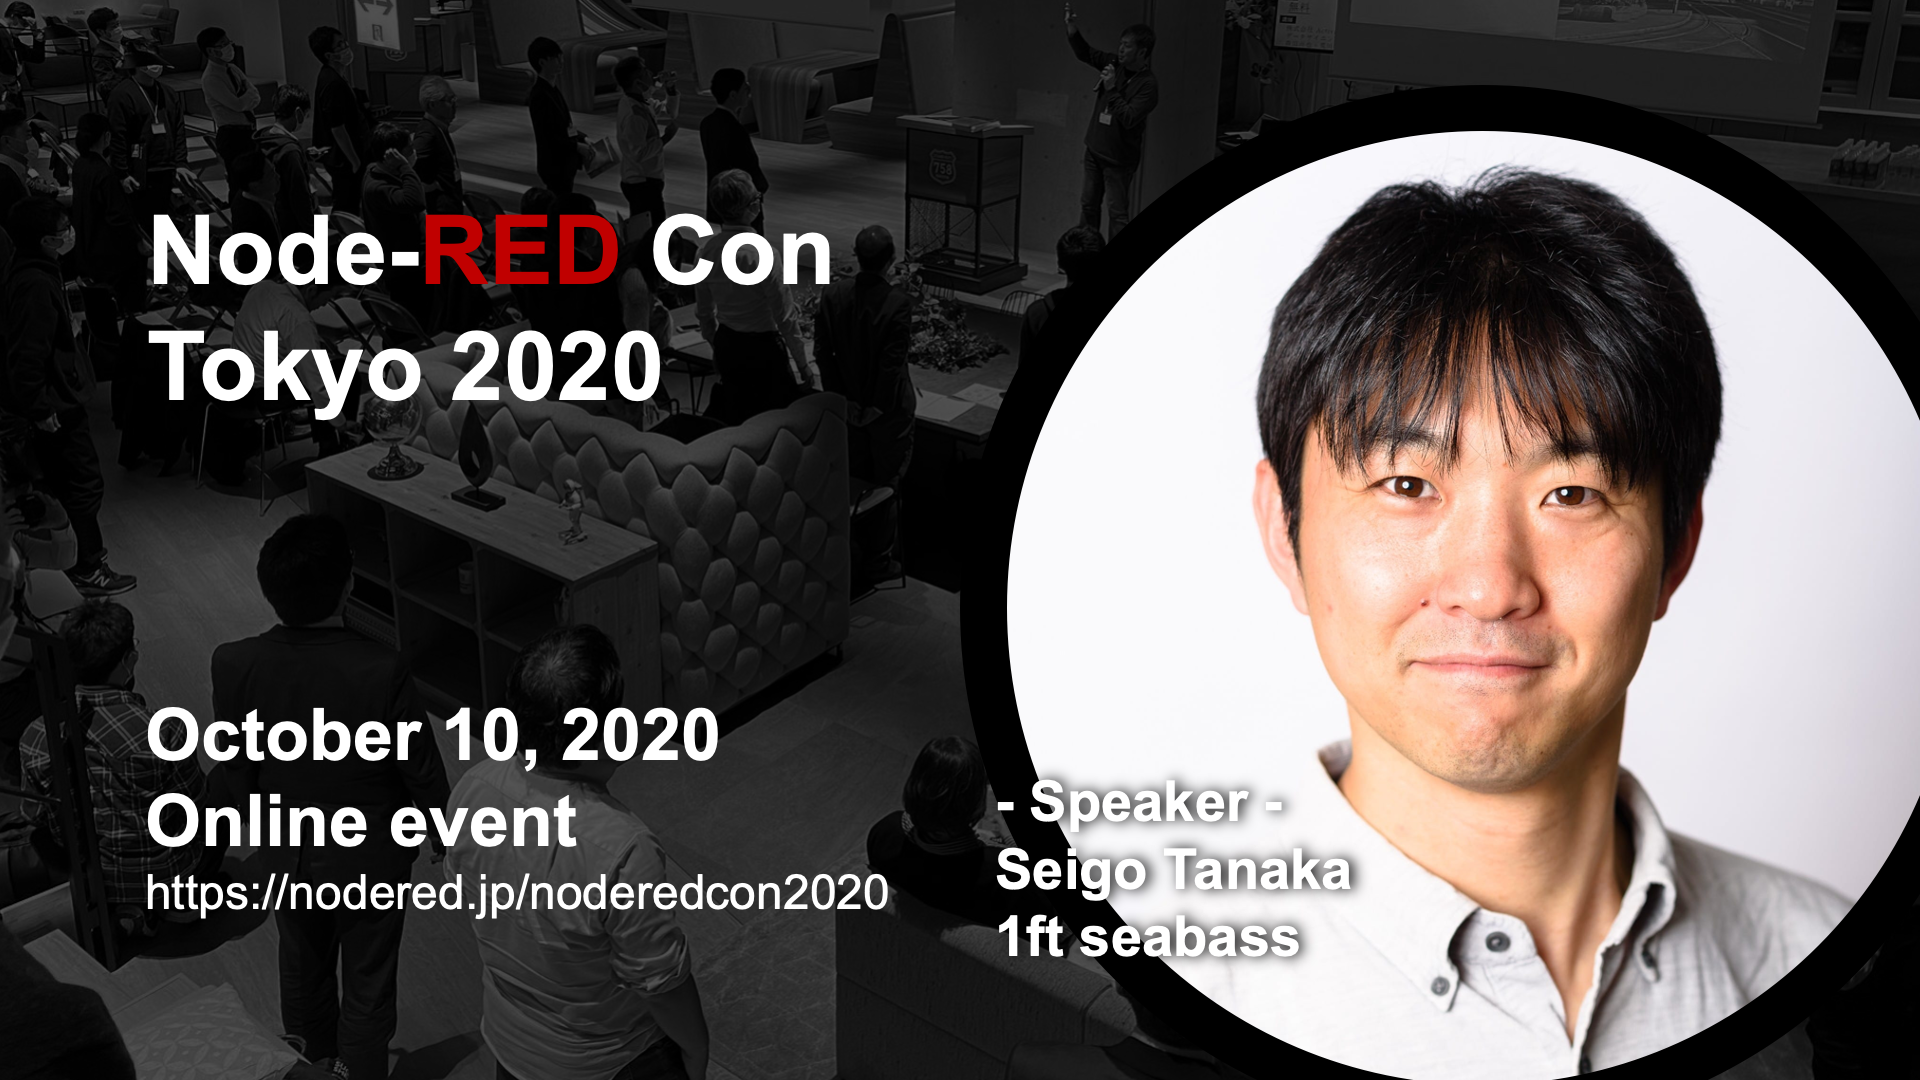 Node-RED Con
Tokyo 2020
October 10, 2020
Online event
https://nodered.jp/noderedcon2020
- Speaker -
Seigo Tanaka
1ft seabass
758